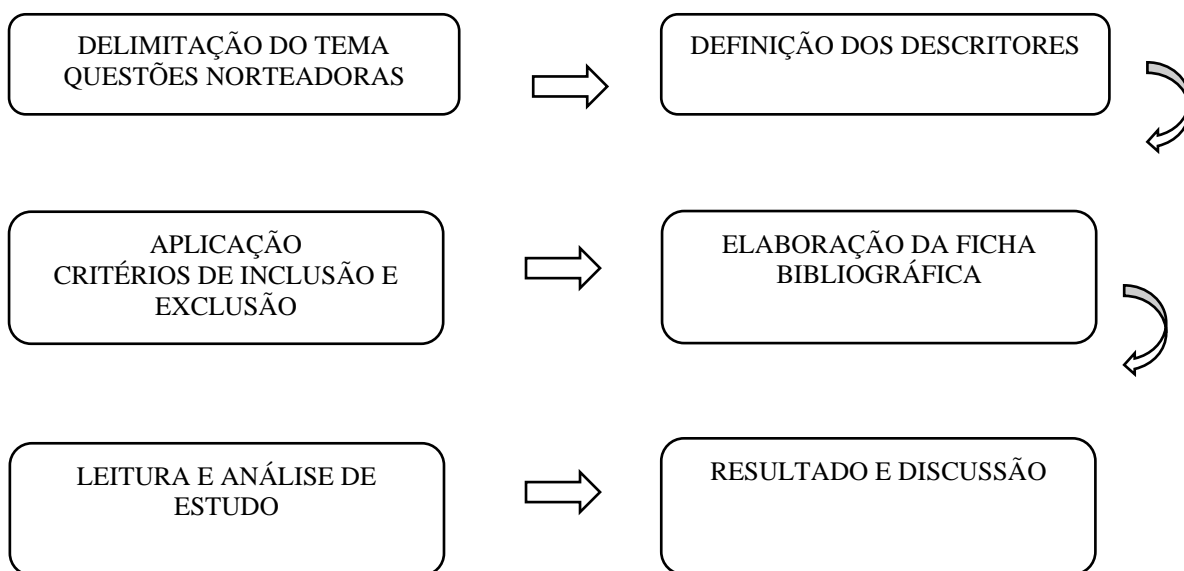 DELIMITAÇÃO DO TEMA
QUESTÕES NORTEADORAS
DEFINIÇÃO DOS DESCRITORES
APLICAÇÃO
CRITÉRIOS DE INCLUSÃO E
EXCLUSÃO
ELABORAÇÃO DA FICHA
BIBLIOGRÁFICA
LEITURA E ANÁLISE DE
ESTUDO
RESULTADO E DISCUSSÃO